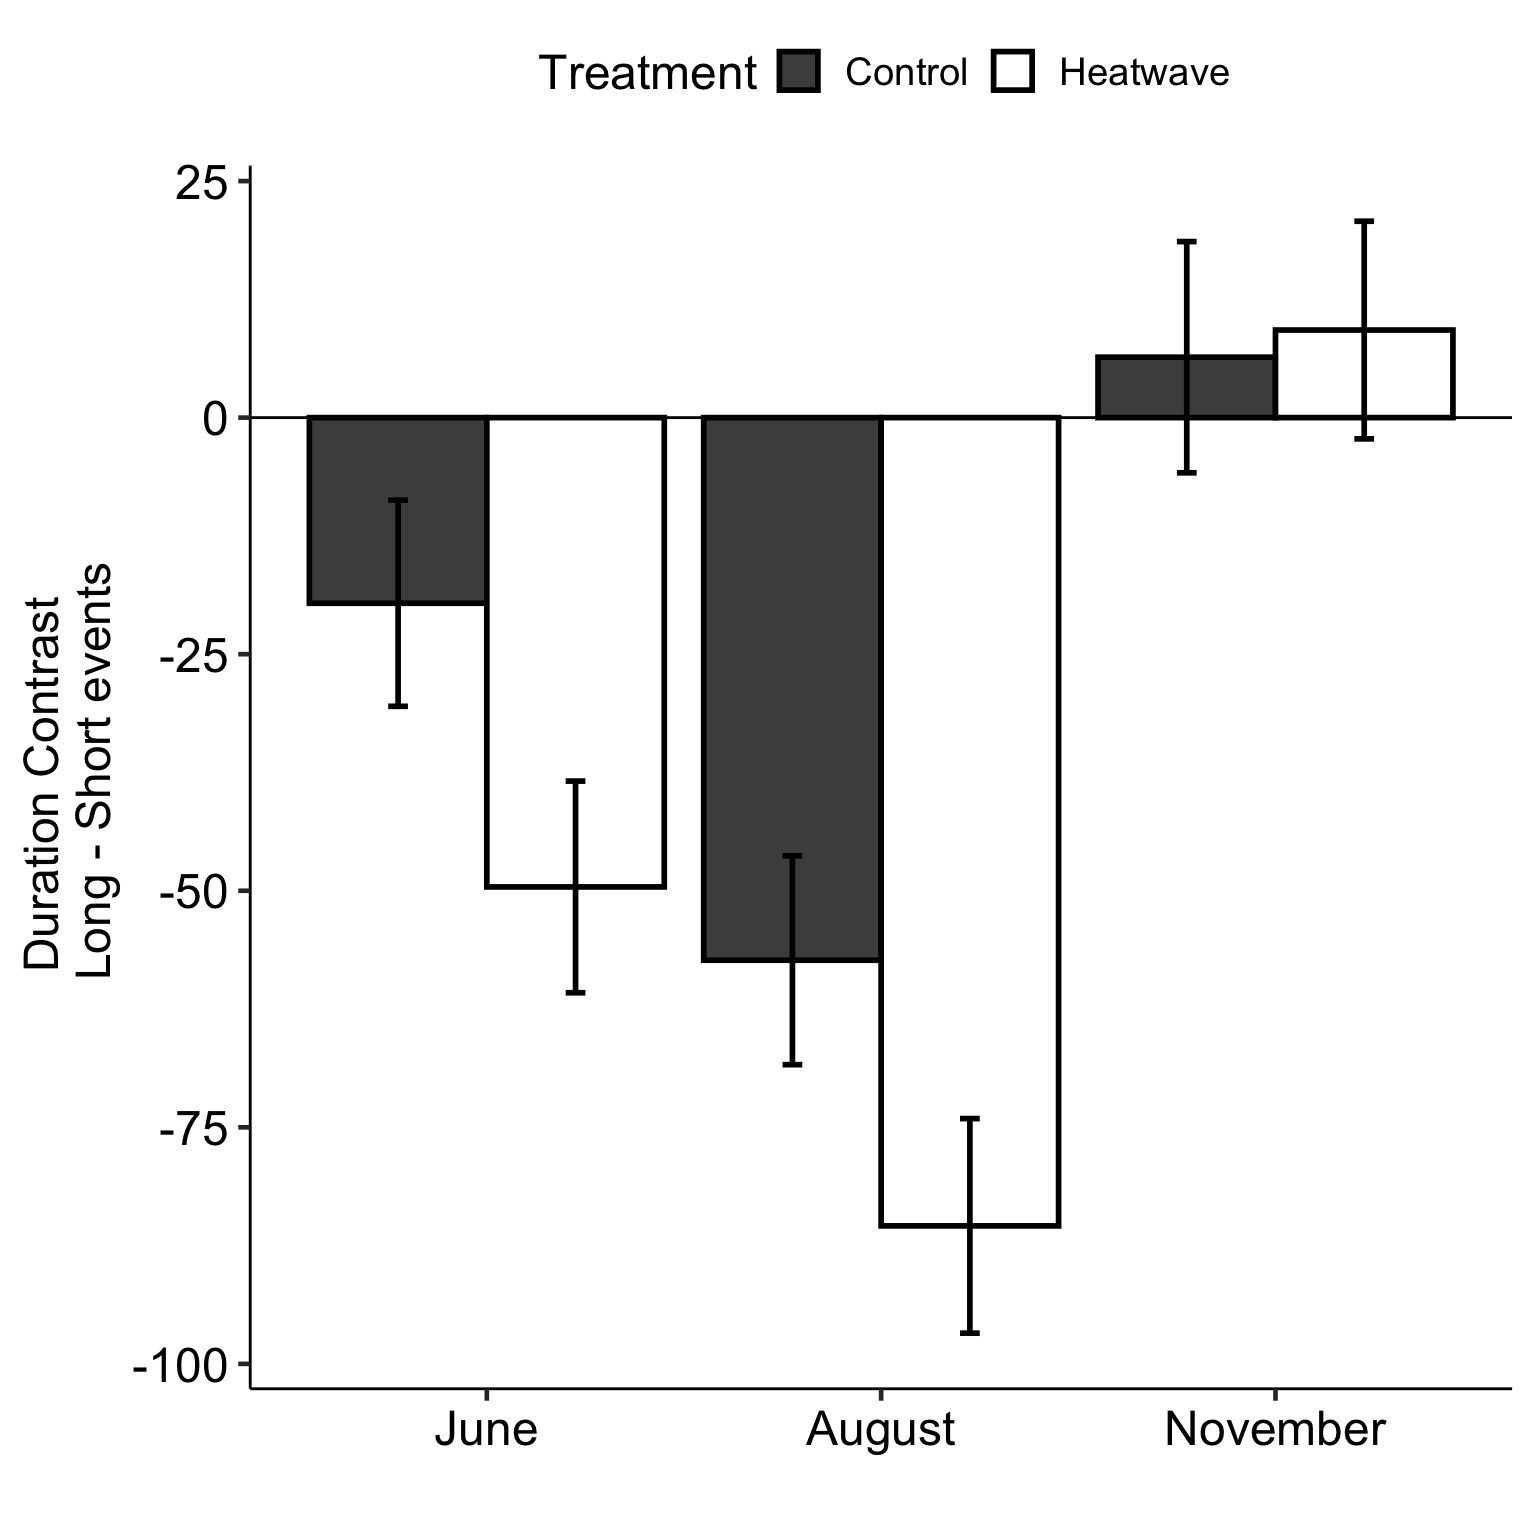 Treatment Control Heatwave
25
0
-25
-50
-75
-100
Duration Contrast
Long - Short events
June August November